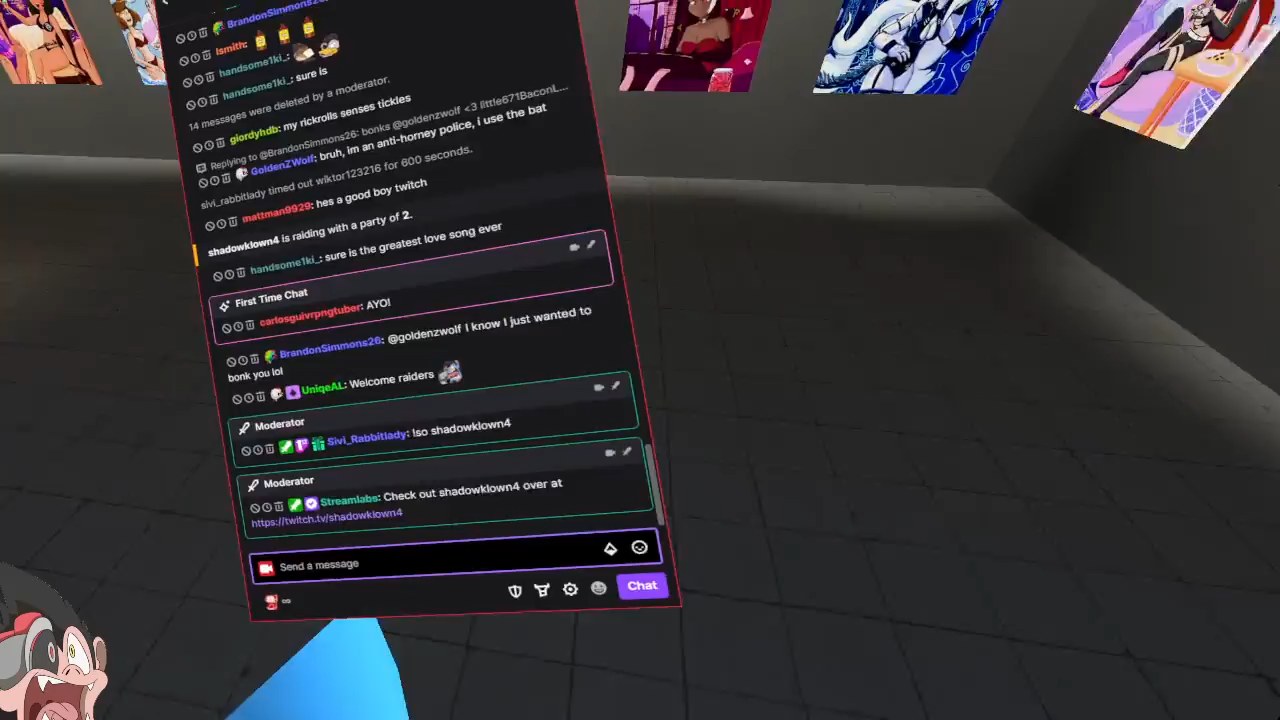 BrandonSimmons26:
lsmith:
handsome1ki_:
handsome1ki_: sure is
14 messages were deleted by a moderator.
giordyhdb: my rickrolls senses tickles
Replying to @BrandonSimmons26: bonks @goldenzwolf <3 little671BaconL...
GoldenZWolf: bruh, im an anti-horney police, i use the bat
sivi_rabbitlady timed out wiktor123216 for 600 seconds.
mattman9929: hes a good boy twitch
shadowklown4 is raiding with a party of 2.
handsome1ki_: sure is the greatest love song ever
First Time Chat
carlosguivrpngtuber: AYO!
BrandonSimmons26: @goldenzwolf I know I just wanted to
bonk you lol
UniqeAL: Welcome raiders
Moderator
Sivi_Rabbitlady: !so shadowklown4
Moderator
Streamlabs: Check out shadowklown4 over at
https://twitch.tv/shadowklown4
Send a message
∞
Chat